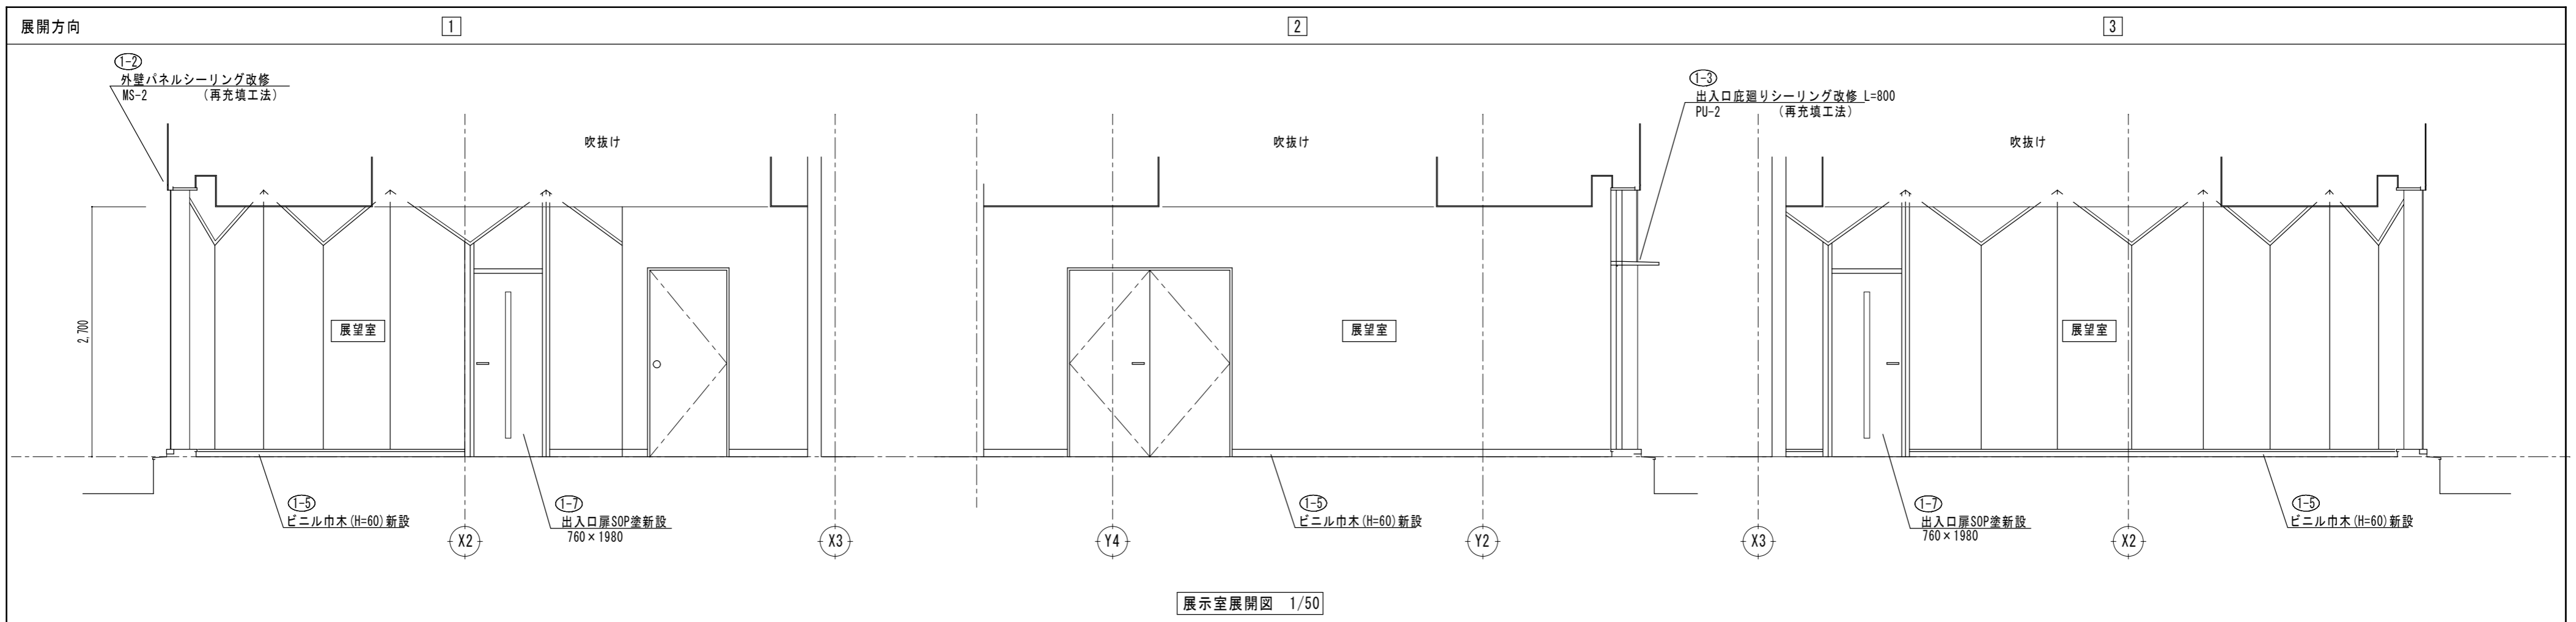 展開方向
1
2
3
1-2
外壁パネルシーリング改修
MS-2 (再充填工法)
1-3
出入口庇廻りシーリング改修 L=800
PU-2 (再充填工法)
吹抜け
吹抜け
吹抜け
2,700
展望室
展望室
展望室
1-5
ビニル巾木(H=60)新設
1-7
出入口扉SOP塗新設
760×1980
1-5
ビニル巾木(H=60)新設
1-7
出入口扉SOP塗新設
760×1980
1-5
ビニル巾木(H=60)新設
X2
X3
Y4
Y2
X3
X2
展示室展開図 1/50